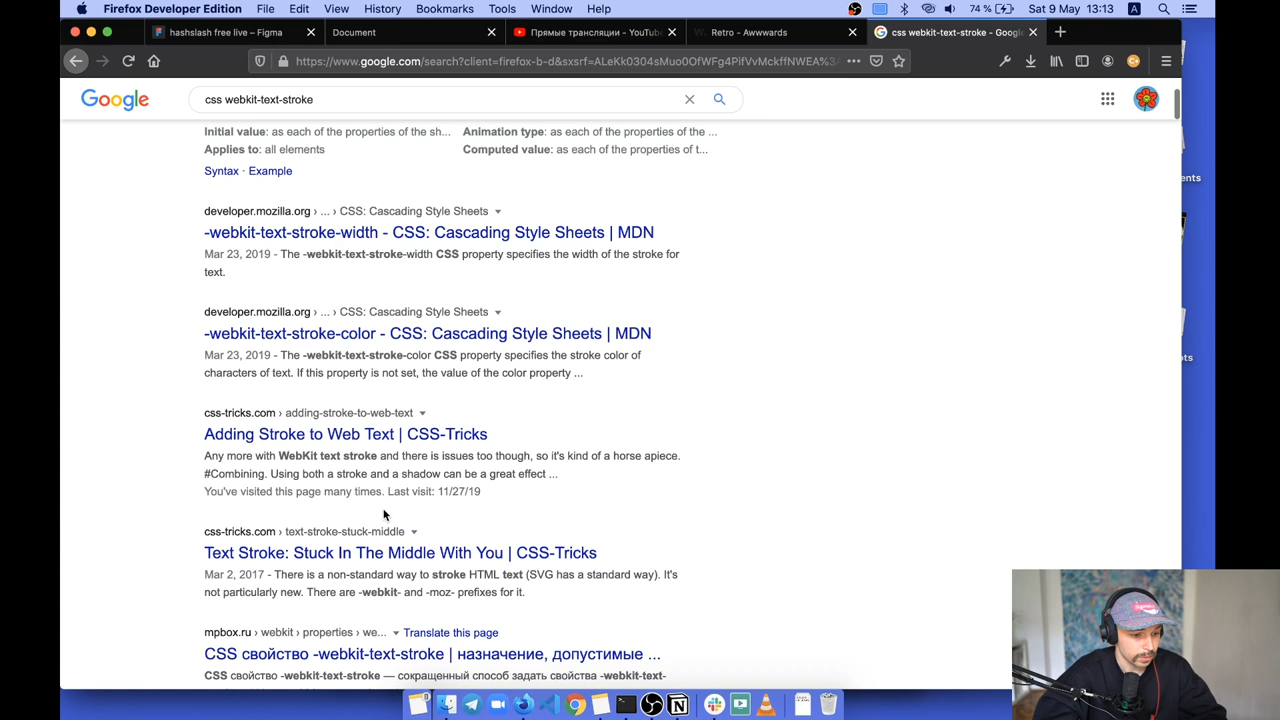 Firefox Developer Edition File Edit View History Bookmarks Tools Window Help 74 % Sat 9 May 13:13 A
hashslash free live – Figma Document Прямые трансляции - YouTub Retro - Awwwards css webkit-text-stroke - Google
https://www.google.com/search?client=firefox-b-d&sxsrf=ALeKk0304sMuo0OfWFg4PifVvMckffNWEA%3
Google css webkit-text-stroke
Initial value: as each of the properties of the sh... Animation type: as each of the properties of the ...
Applies to: all elements Computed value: as each of the properties of t...
Syntax · Example
developer.mozilla.org › ... › CSS: Cascading Style Sheets
-webkit-text-stroke-width - CSS: Cascading Style Sheets | MDN
Mar 23, 2019 - The -webkit-text-stroke-width CSS property specifies the width of the stroke for
text.
developer.mozilla.org › ... › CSS: Cascading Style Sheets
-webkit-text-stroke-color - CSS: Cascading Style Sheets | MDN
Mar 23, 2019 - The -webkit-text-stroke-color CSS property specifies the stroke color of
characters of text. If this property is not set, the value of the color property ...
css-tricks.com › adding-stroke-to-web-text
Adding Stroke to Web Text | CSS-Tricks
Any more with WebKit text stroke and there is issues too though, so it's kind of a horse apiece.
#Combining. Using both a stroke and a shadow can be a great effect ...
You've visited this page many times. Last visit: 11/27/19
css-tricks.com › text-stroke-stuck-middle
Text Stroke: Stuck In The Middle With You | CSS-Tricks
Mar 2, 2017 - There is a non-standard way to stroke HTML text (SVG has a standard way). It's
not particularly new. There are -webkit- and -moz- prefixes for it.
mpbox.ru › webkit › properties › we... Translate this page
CSS свойство -webkit-text-stroke | назначение, допустимые ...
CSS свойство -webkit-text-stroke — сокращенный способ задать свойства -webkit-text-
ents
ots